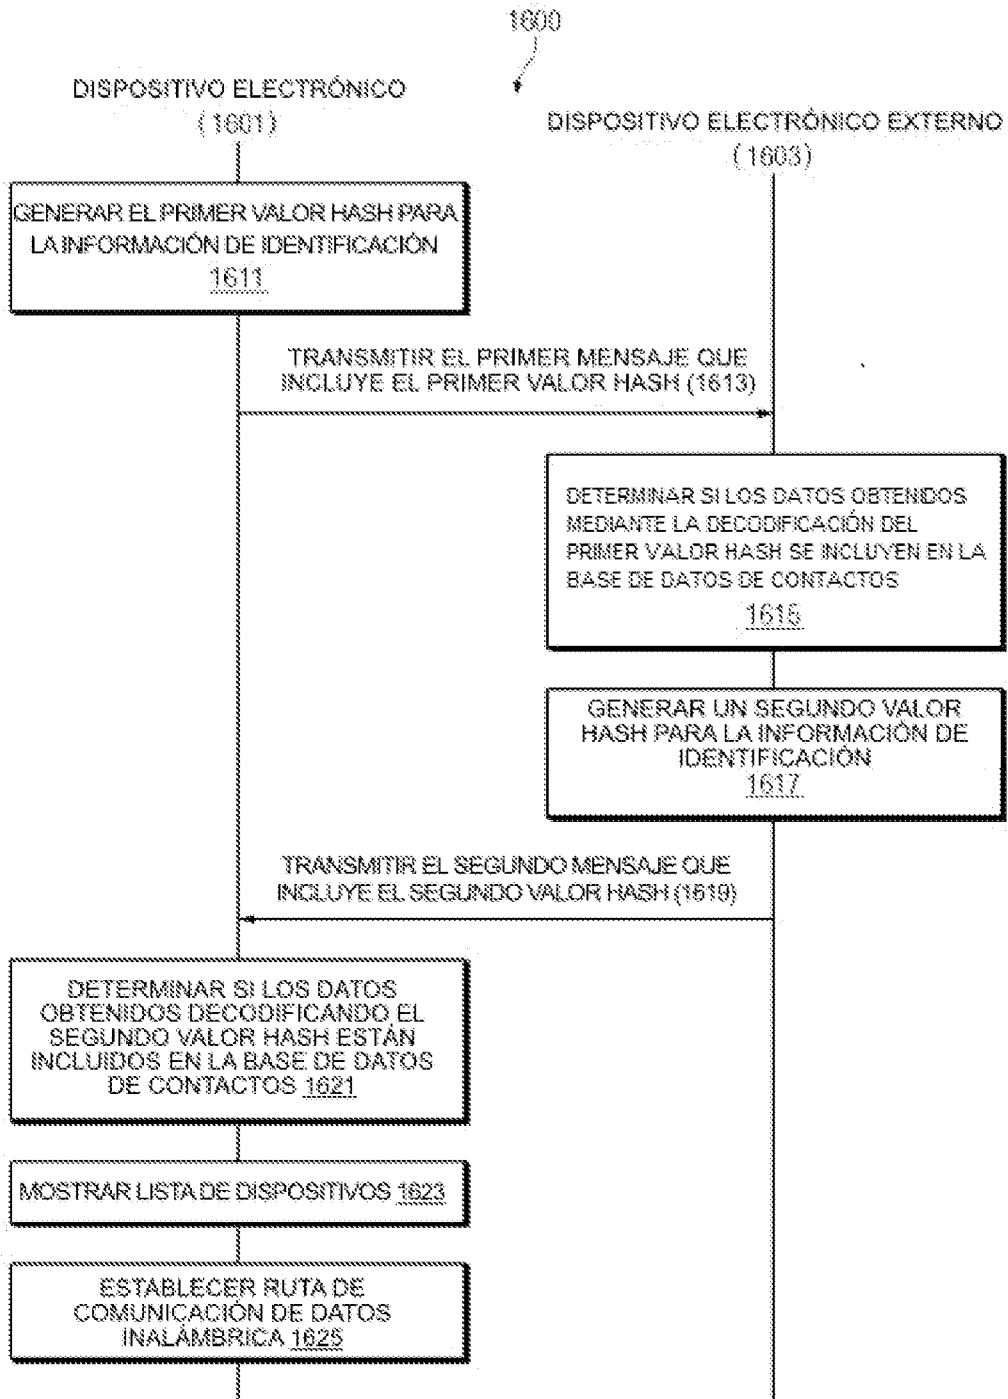 1600
DISPOSITIVO ELECTRÓNICO
(1601)
DISPOSITIVO ELECTRÓNICO EXTERNO
(1603)
GENERAR EL PRIMER VALOR HASH PARA
LA INFORMACIÓN DE IDENTIFICACIÓN
1611
TRANSMITIR EL PRIMER MENSAJE QUE
INCLUYE EL PRIMER VALOR HASH (1613)
DETERMINAR SI LOS DATOS OBTENIDOS
MEDIANTE LA DECODIFICACIÓN DEL
PRIMER VALOR HASH SE INCLUYEN EN LA
BASE DE DATOS DE CONTACTOS
1615
GENERAR UN SEGUNDO VALOR
HASH PARA LA INFORMACIÓN DE
IDENTIFICACIÓN
1617
TRANSMITIR EL SEGUNDO MENSAJE QUE
INCLUYE EL SEGUNDO VALOR HASH (1619)
DETERMINAR SI LOS DATOS
OBTENIDOS DECODIFICANDO EL
SEGUNDO VALOR HASH ESTÁN
INCLUIDOS EN LA BASE DE DATOS
DE CONTACTOS 1621
MOSTRAR LISTA DE DISPOSITIVOS 1623
ESTABLECER RUTA DE
COMUNICACIÓN DE DATOS
INALÁMBRICA 1625